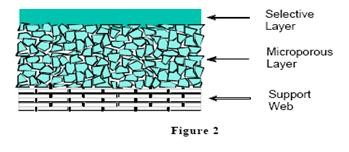 Selective
Layer
Microporous
Layer
Support
Web
Figure 2